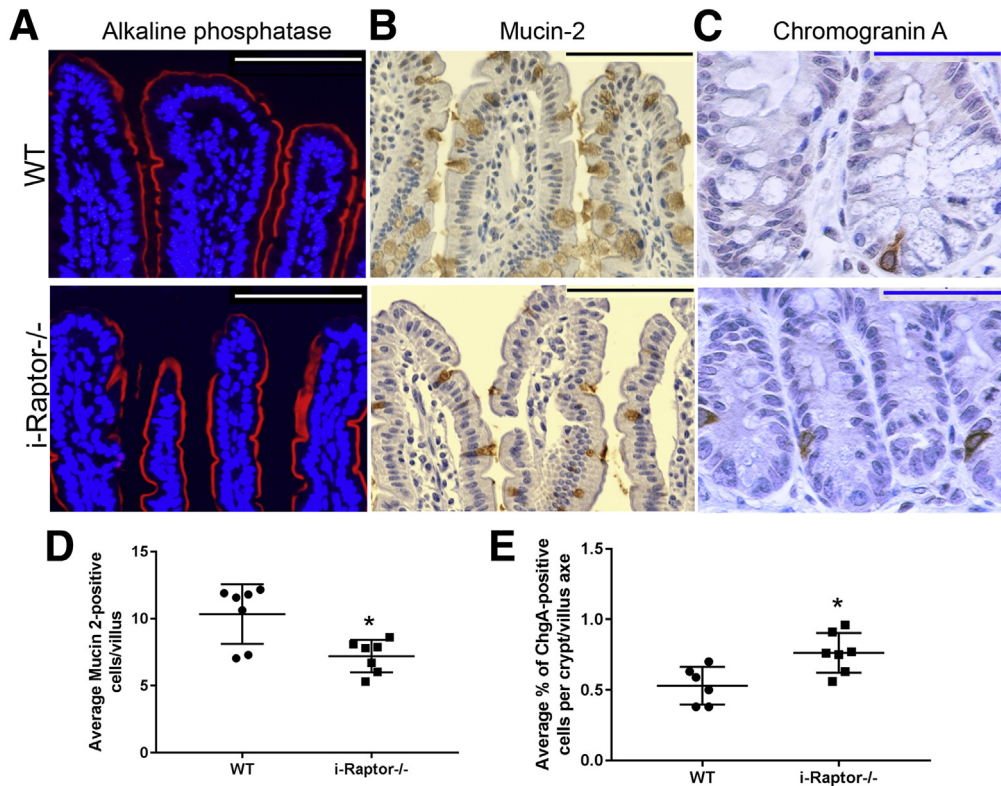 A Alkaline phosphatase
B Mucin-2
C Chromogranin A
WT
i-Raptor-/-
D
Average Mucin 2-positive
cells/villus
15
10
5
0
*
WT i-Raptor-/-
E
Average % of ChgA-positive
cells per crypt/villus axe
1.5
1.0
0.5
0.0
*
WT i-Raptor-/-